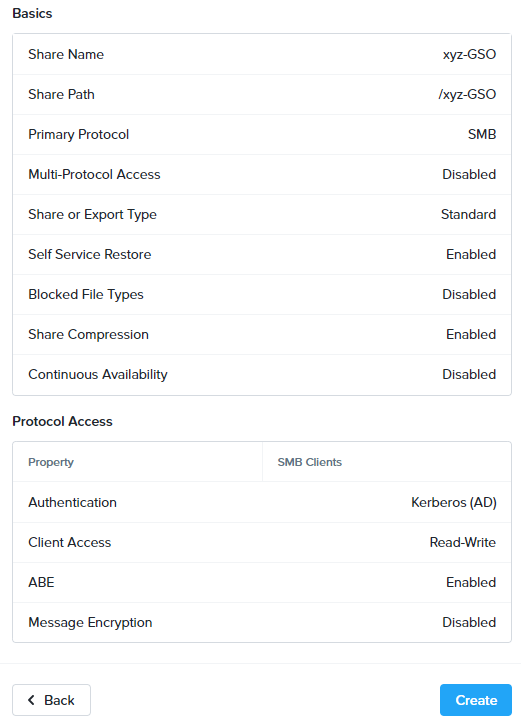 Basics
Share Name xyz-GSO
Share Path /xyz-GSO
Primary Protocol SMB
Multi-Protocol Access Disabled
Share or Export Type Standard
Self Service Restore Enabled
Blocked File Types Disabled
Share Compression Enabled
Continuous Availability Disabled
Protocol Access
Property SMB Clients
Authentication Kerberos (AD)
Client Access Read-Write
ABE Enabled
Message Encryption Disabled
Back Create